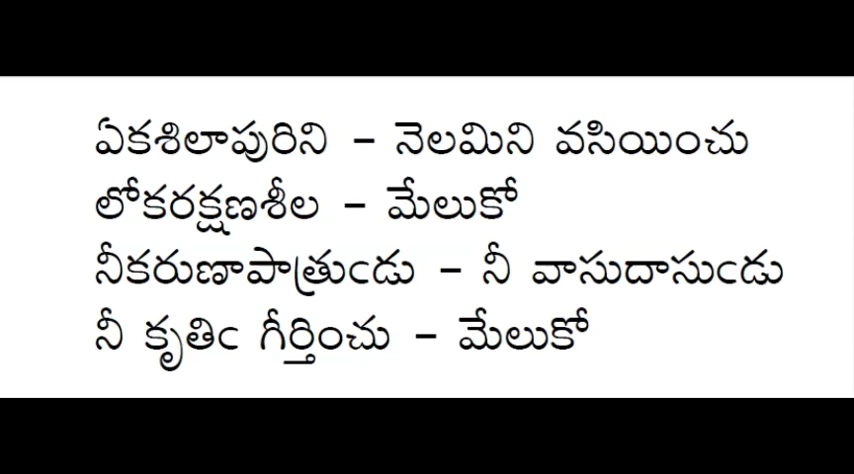 ఏకశిలాపురిని - నెలమిని వసియించు
లోకరక్షణశీల - మేలుకో
నీకరుణాపాత్రుఁడు - నీ వాసుదాసుఁడు
నీ కృతిఁ గీర్తించు - మేలుకో